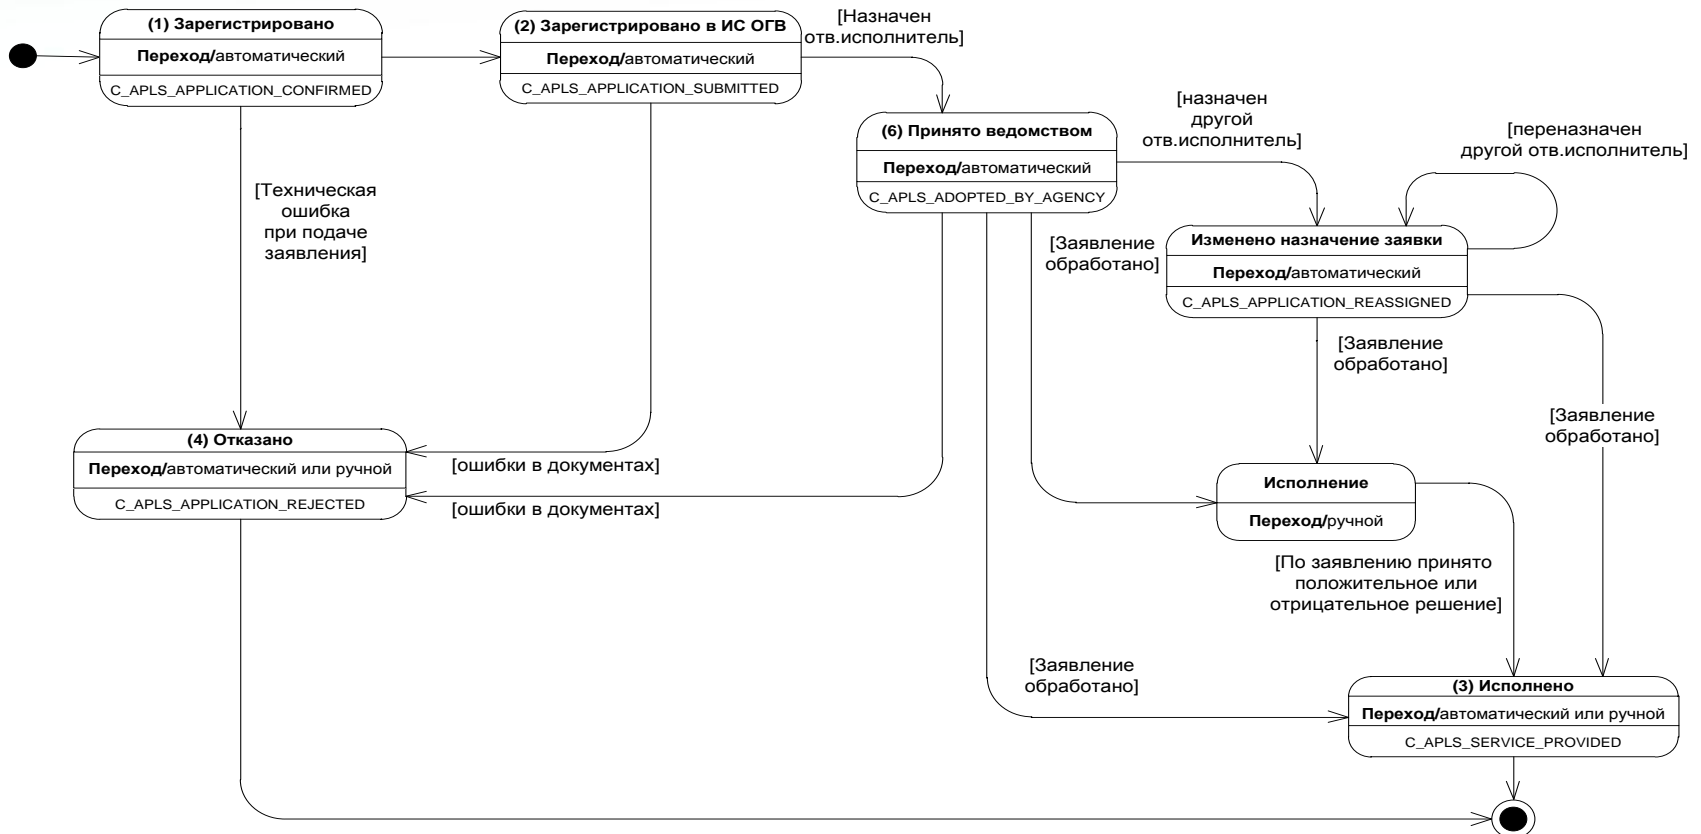 (1) Зарегистрировано
Переход/автоматический
C_APLS_APPLICATION_CONFIRMED
(2) Зарегистрировано в ИС ОГВ
Переход/автоматический
C_APLS_APPLICATION_SUBMITTED
[Назначен
отв.исполнитель]
(6) Принято ведомством
Переход/автоматический
C_APLS_ADOPTED_BY_AGENCY
[назначен
другой
отв.исполнитель]
[переназначен
другой отв.исполнитель]
[Техническая
ошибка
при подаче
заявления]
[Заявление
обработано]
Изменено назначение заявки
Переход/автоматический
C_APLS_APPLICATION_REASSIGNED
[Заявление
обработано]
[Заявление
обработано]
(4) Отказано
Переход/автоматический или ручной
C_APLS_APPLICATION_REJECTED
[ошибки в документах]
[ошибки в документах]
Исполнение
Переход/ручной
[По заявлению принято
положительное или
отрицательное решение]
[Заявление
обработано]
(3) Исполнено
Переход/автоматический или ручной
C_APLS_SERVICE_PROVIDED